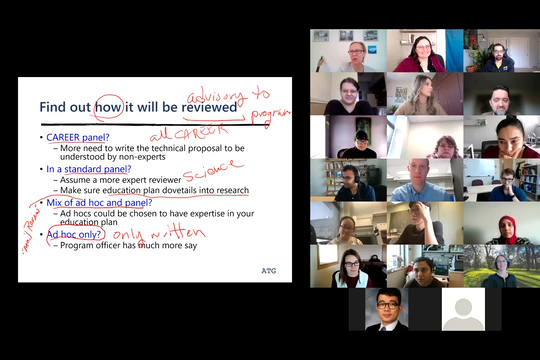 advisory to
Find out how it will be reviewed
program
all CAREER
• CAREER panel?
– More need to write the technical proposal to be
understood by non-experts
• In a standard panel? science
– Assume a more expert reviewer
– Make sure education plan dovetails into research
• Mix of ad hoc and panel?
– Ad hocs could be chosen to have expertise in your
education plan
• Ad hoc only? only written
– Program officer has much more say
ATG